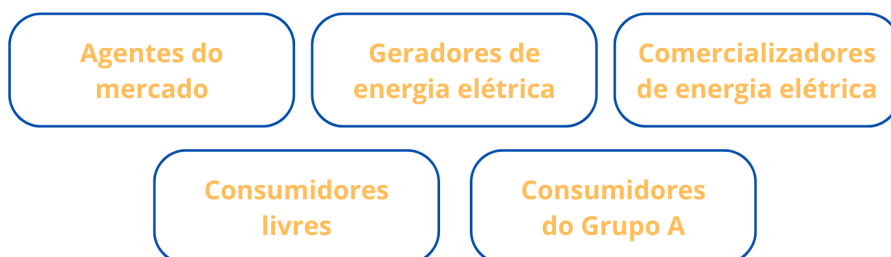 Agentes do
mercado
Geradores de
energia elétrica
Comercializadores
de energia elétrica
Consumidores
livres
Consumidores
do Grupo A